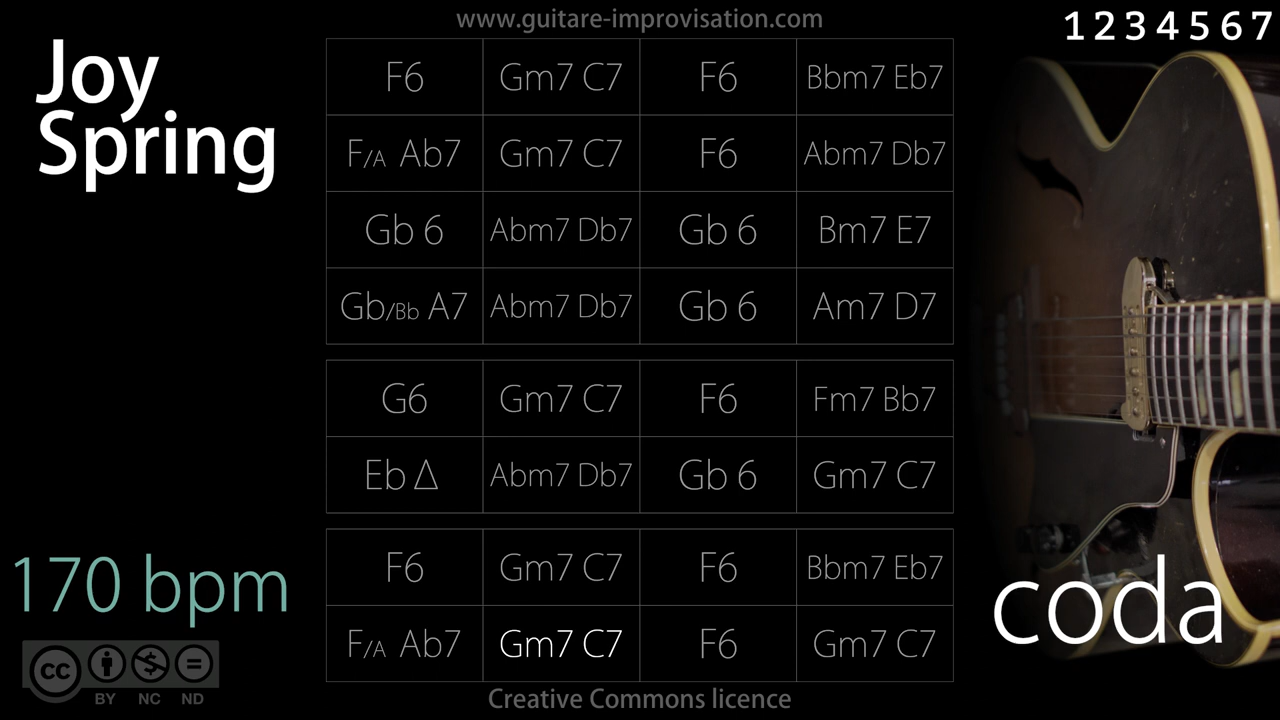 www.guitare-improvisation.com
1 2 3 4 5 6 7
Joy
Spring
F6 Gm7 C7 F6 Bbm7 Eb7
F/A Ab7 Gm7 C7 F6 Abm7 Db7
Gb 6 Abm7 Db7 Gb 6 Bm7 E7
Gb/Bb A7 Abm7 Db7 Gb 6 Am7 D7
G6 Gm7 C7 F6 Fm7 Bb7
Eb Δ Abm7 Db7 Gb 6 Gm7 C7
F6 Gm7 C7 F6 Bbm7 Eb7
F/A Ab7 Gm7 C7 F6 Gm7 C7
170 bpm
coda
cc
BY NC ND
Creative Commons licence